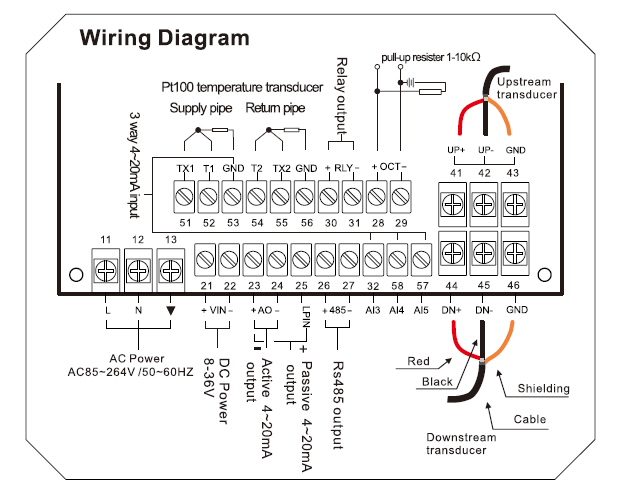 Wiring Diagram
pull-up resister 1-10kΩ
Relay output
Pt100 temperature transducer
Supply pipe Return pipe
Upstream
transducer
3 way 4~20mA input
TX1 T1 GND T2 TX2 GND + RLY − + OCT −
UP+ UP- GND
51 52 53 54 55 56 30 31 28 29
41 42 43
11 12 13
21 22 23 24 25 26 27 32 58 57
44 45 46
L N
+ VIN − + AO − LPIN + 485 − AI3 AI4 AI5
DN+ DN- GND
AC Power
AC85~264V /50~60HZ
DC Power
8-36V
- +
Active 4~20mA
output
Passive 4~20mA
output
Rs485 output
Red
Black
Shielding
Cable
Downstream
transducer